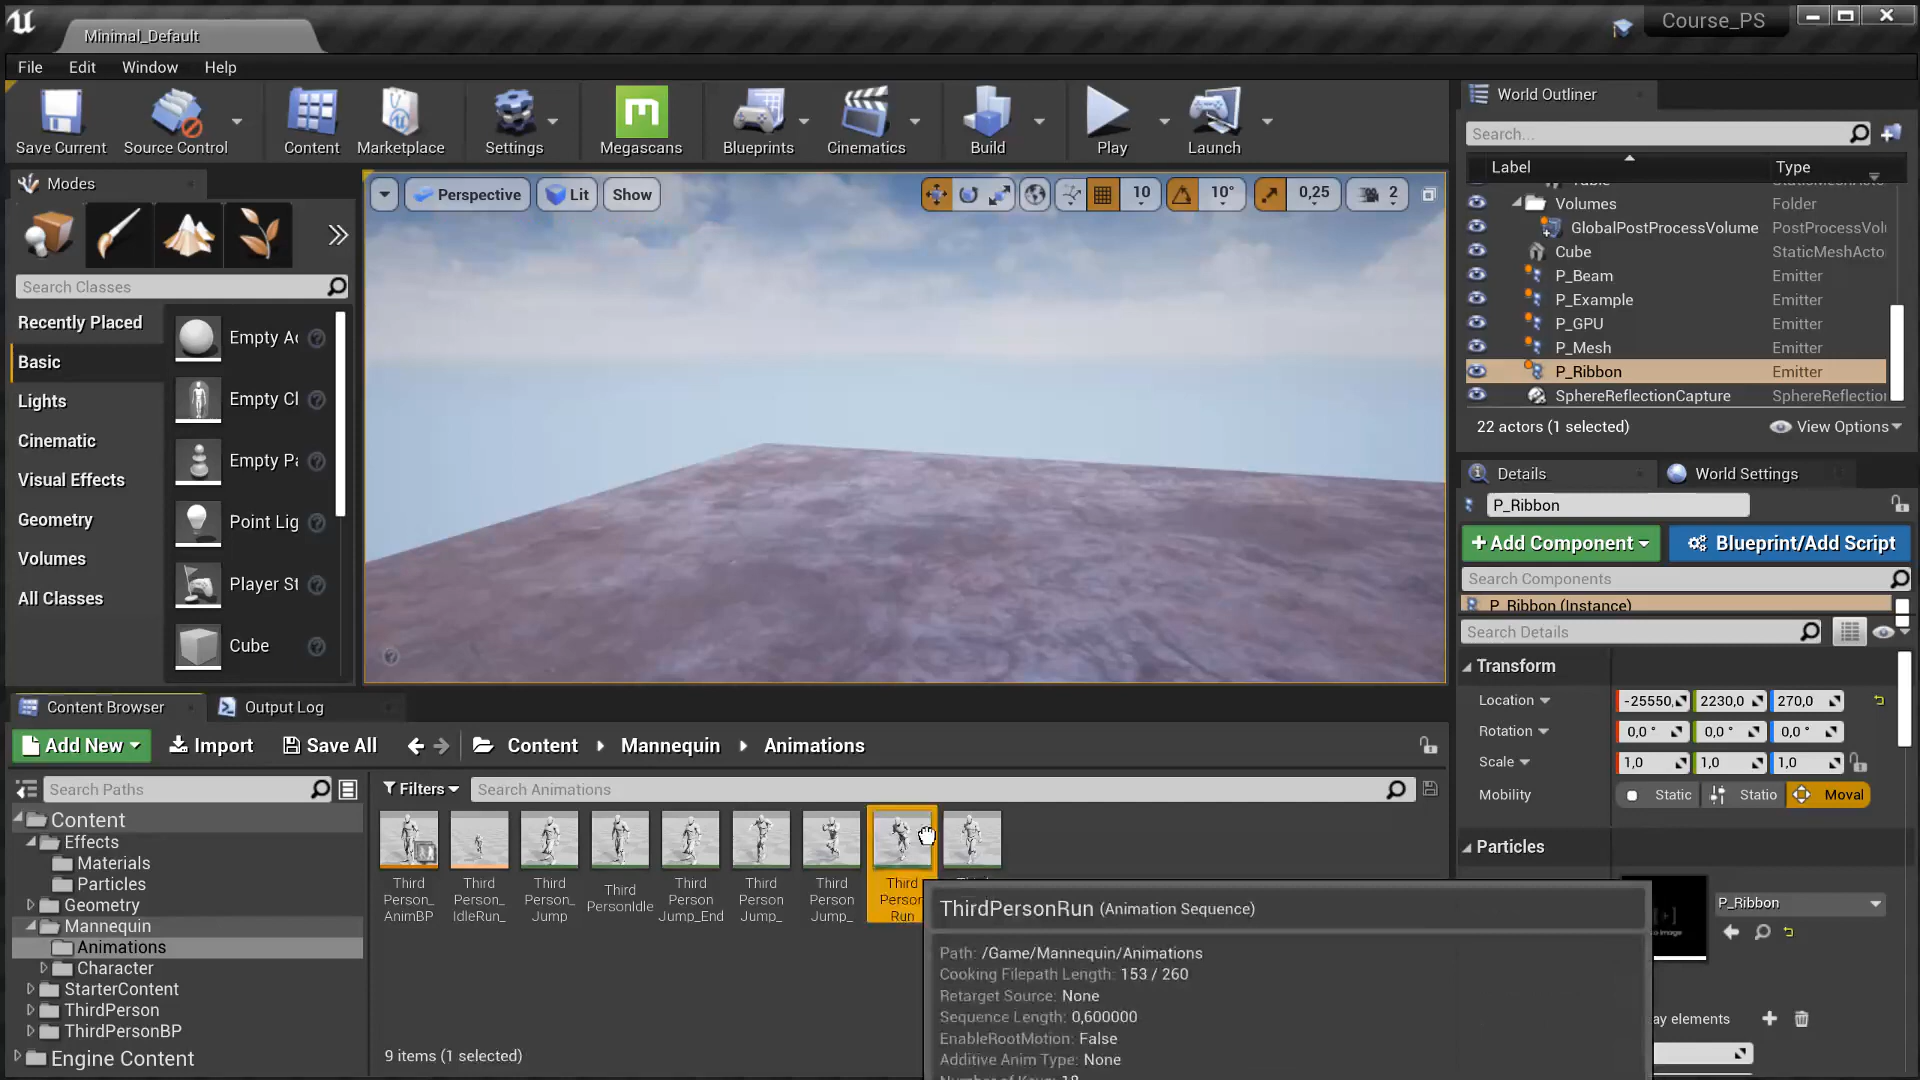 Minimal_Default
Course_PS
File Edit Window Help
Save Current
Source Control
Content
Marketplace
Settings
Megascans
Blueprints
Cinematics
Build
Play
Launch
Modes
Search Classes
Recently Placed
Basic
Lights
Cinematic
Visual Effects
Geometry
Volumes
All Classes
Empty Ac
Empty Cl
Empty Pa
Point Lig
Player St
Cube
Perspective
Lit
Show
10
10°
0,25
2
World Outliner
Search...
Label Type
Volumes Folder
GlobalPostProcessVolume PostProcessVolu
Cube StaticMeshActo
P_Beam Emitter
P_Example Emitter
P_GPU Emitter
P_Mesh Emitter
P_Ribbon Emitter
SphereReflectionCapture SphereReflection
22 actors (1 selected) View Options
Details World Settings
P_Ribbon
+Add Component Blueprint/Add Script
Search Components
P_Ribbon (Instance)
Search Details
Transform
Location -25550, 2230,0 270,0
Rotation 0,0 ° 0,0 ° 0,0 °
Scale 1,0 1,0 1,0
Mobility Static Statio Moval
Particles
P_Ribbon
ay elements
Content Browser Output Log
Add New Import Save All Content Mannequin Animations
Search Paths
Filters
Search Animations
Content
Effects
Materials
Particles
Geometry
Mannequin
Animations
Character
StarterContent
ThirdPerson
ThirdPersonBP
Engine Content
Third Person_ AnimBP
Third Person_ IdleRun_
Third Person_ Jump
Third PersonIdle
Third Person Jump_End
Third Person Jump_
Third Person Jump_
Third Person Run
9 items (1 selected)
ThirdPersonRun (Animation Sequence)
Path: /Game/Mannequin/Animations
Cooking Filepath Length: 153 / 260
Retarget Source: None
Sequence Length: 0,600000
EnableRootMotion: False
Additive Anim Type: None